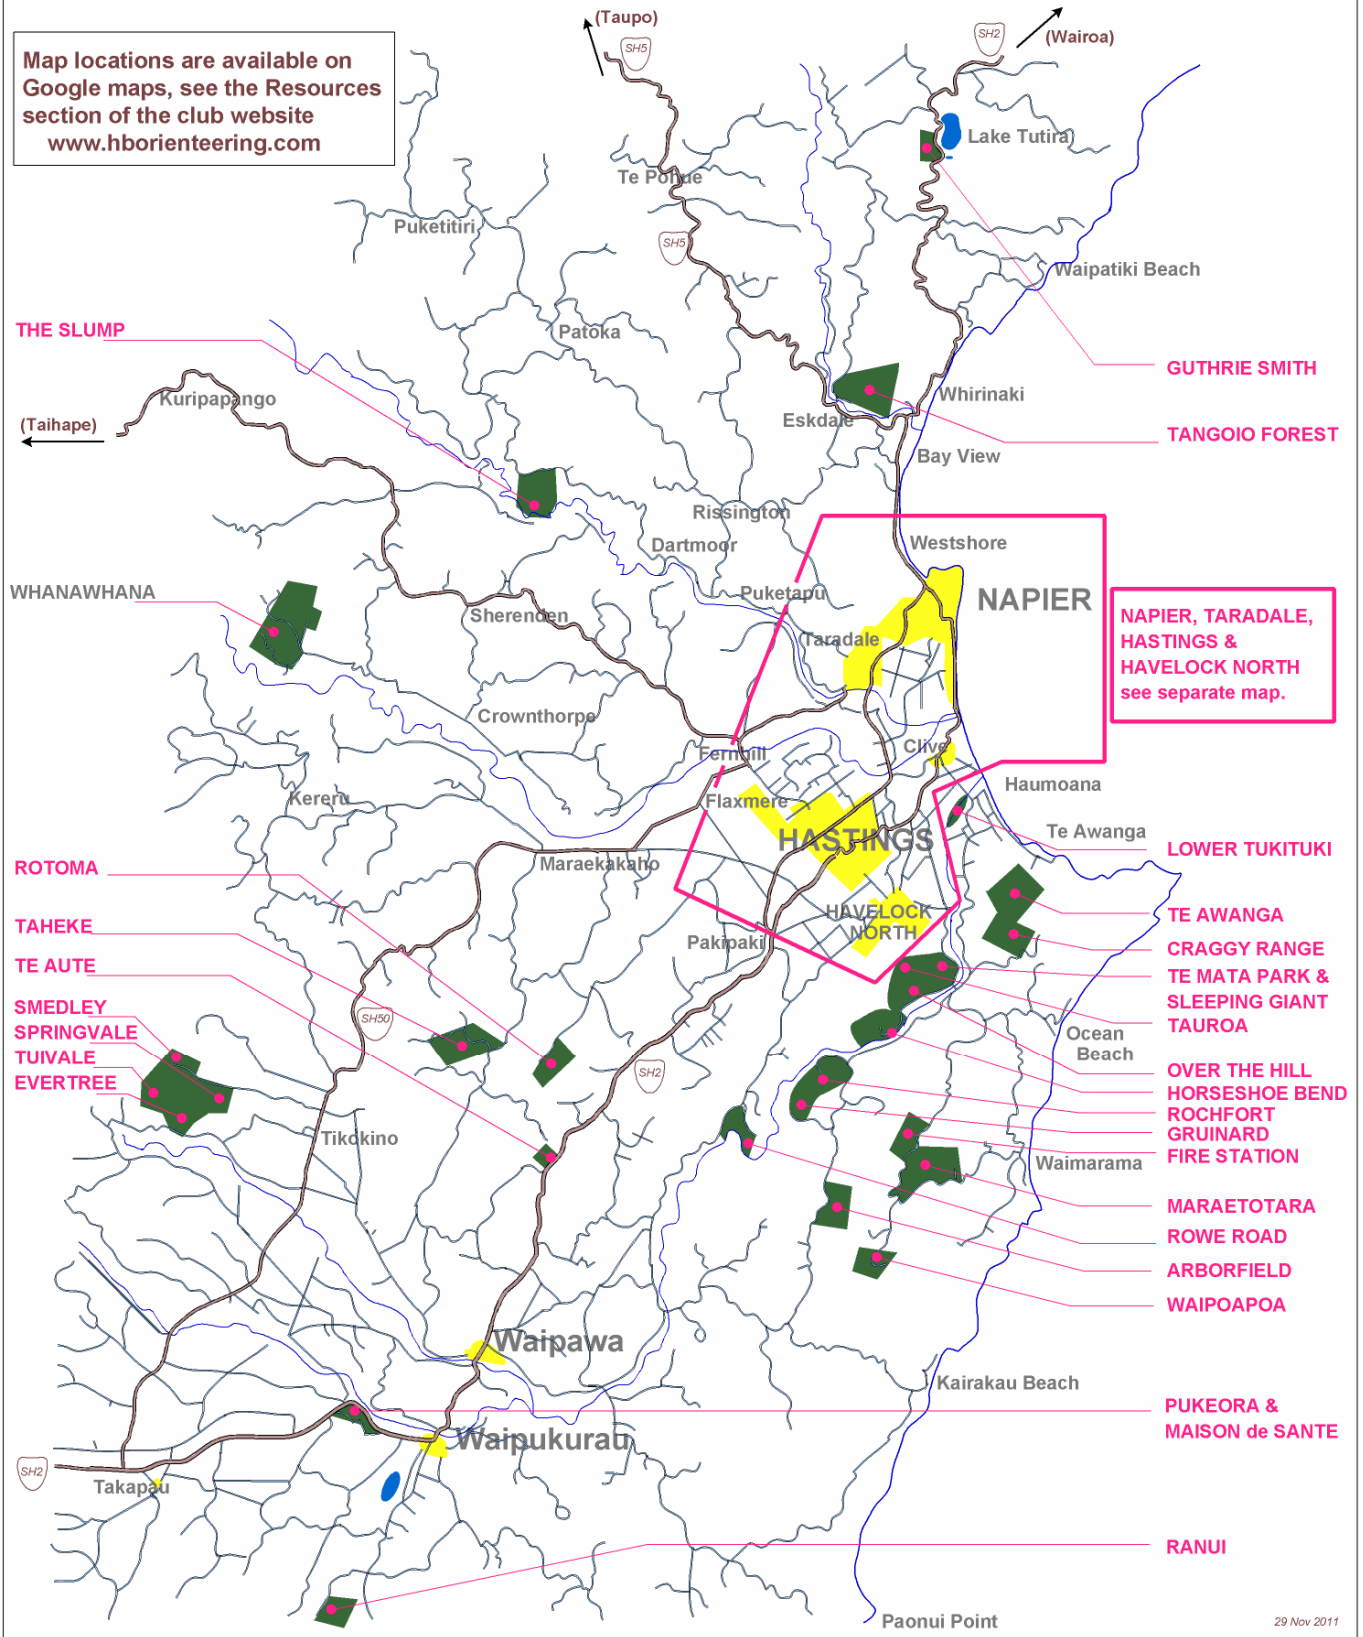 (Taupo)
SH5
SH2
(Wairoa)
Map locations are available on
Google maps, see the Resources
section of the club website
www.hborienteering.com
Lake Tutira
Te Pohue
Puketitiri
SH5
Waipatiki Beach
THE SLUMP
Patoka
GUTHRIE SMITH
Kuripapango
Whirinaki
(Taihape)
Eskdale
TANGOIO FOREST
Bay View
Rissington
Dartmoor
Westshore
WHANAWHANA
Puketapu
NAPIER
Sherenden
Taradale
NAPIER, TARADALE,
HASTINGS &
HAVELOCK NORTH
see separate map.
Crownthorpe
Fernhill
Clive
Haumoana
Kereru
Flaxmere
HASTINGS
Te Awanga
Maraekakaho
LOWER TUKITUKI
ROTOMA
HAVELOCK
NORTH
TE AWANGA
TAHEKE
Pakipaki
CRAGGY RANGE
TE AUTE
TE MATA PARK &
SLEEPING GIANT
SMEDLEY
SH50
TAUROA
SPRINGVALE
Ocean
Beach
TUIVALE
SH2
OVER THE HILL
EVERTREE
HORSESHOE BEND
ROCHFORT
GRUINARD
Tikokino
FIRE STATION
Waimarama
MARAETOTARA
ROWE ROAD
ARBORFIELD
WAIPOAPOA
Waipawa
Kairakau Beach
PUKEORA &
MAISON de SANTE
Waipukurau
SH2
Takapau
RANUI
Paonui Point
29 Nov 2011